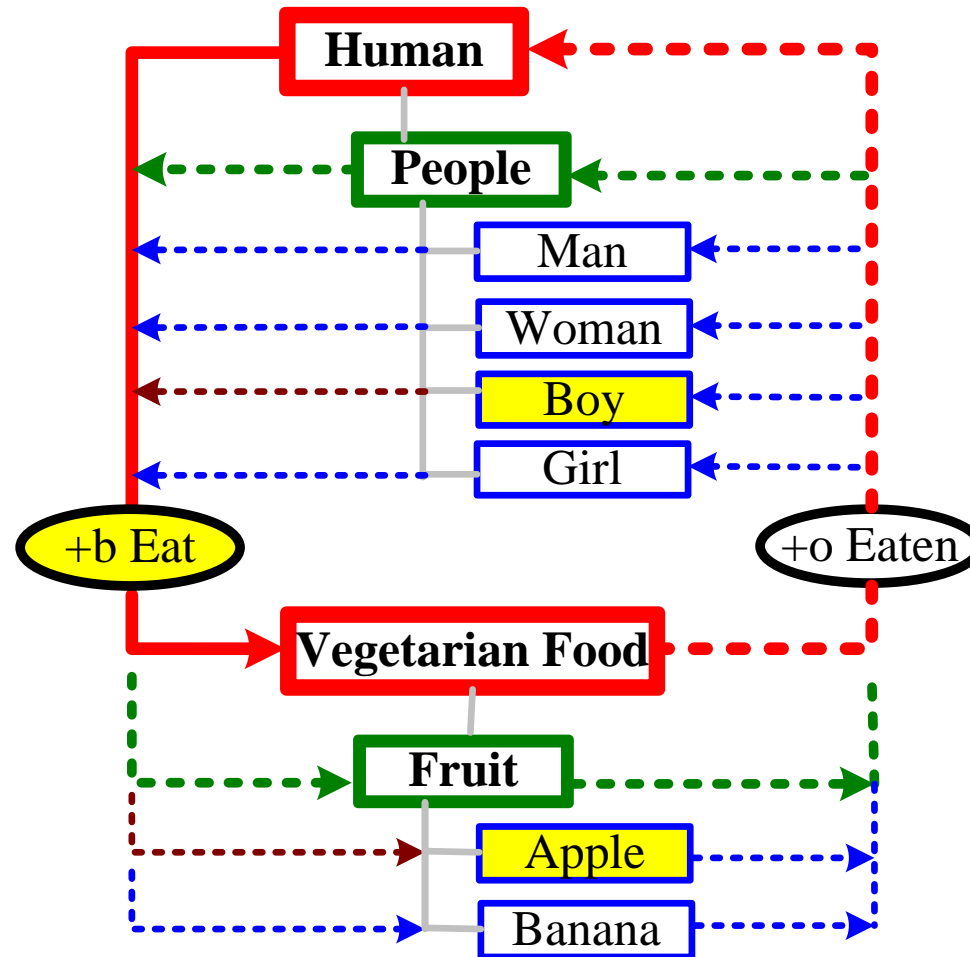 Human
People
Man
Woman
Boy
Girl
+b Eat
+o Eaten
Vegetarian Food
Fruit
Apple
Banana